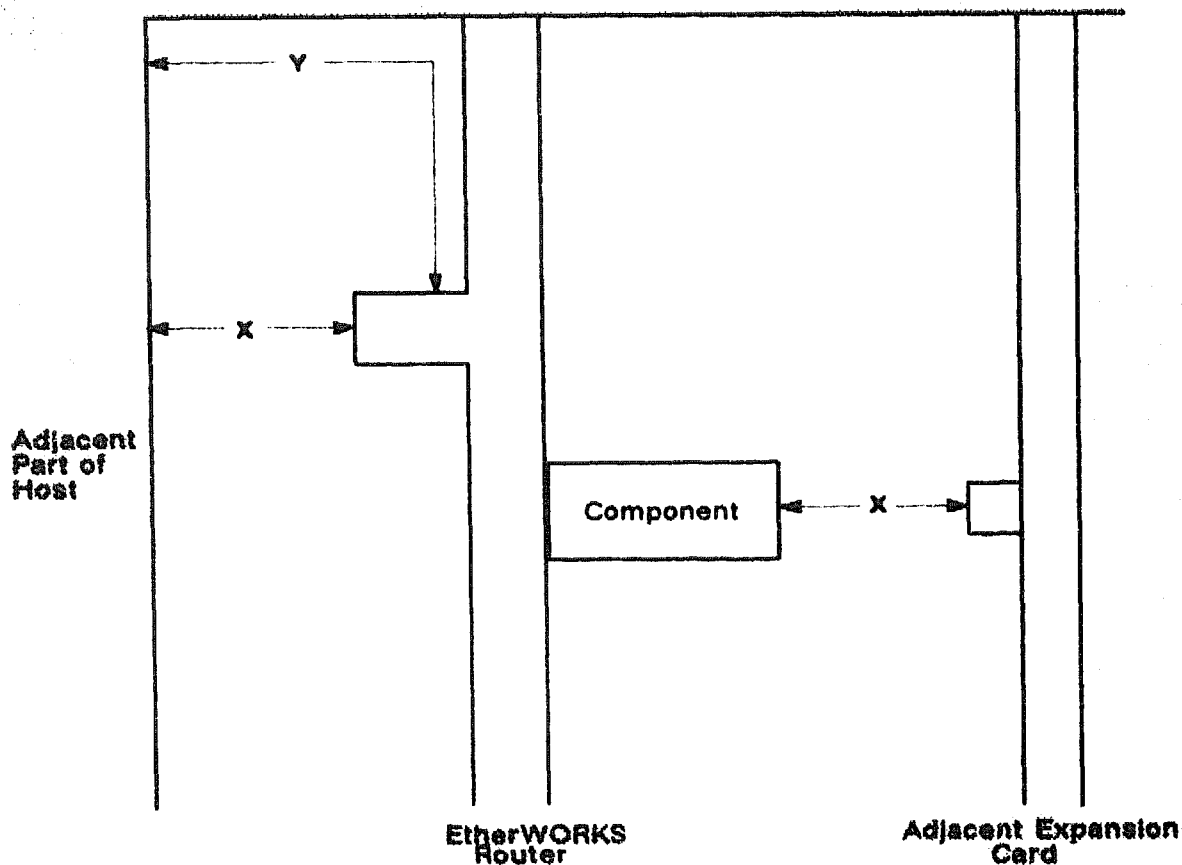 Y
X
Adjacent
Part of
Host
Component
X
EtherWORKS
Router
Adjacent Expansion
Card